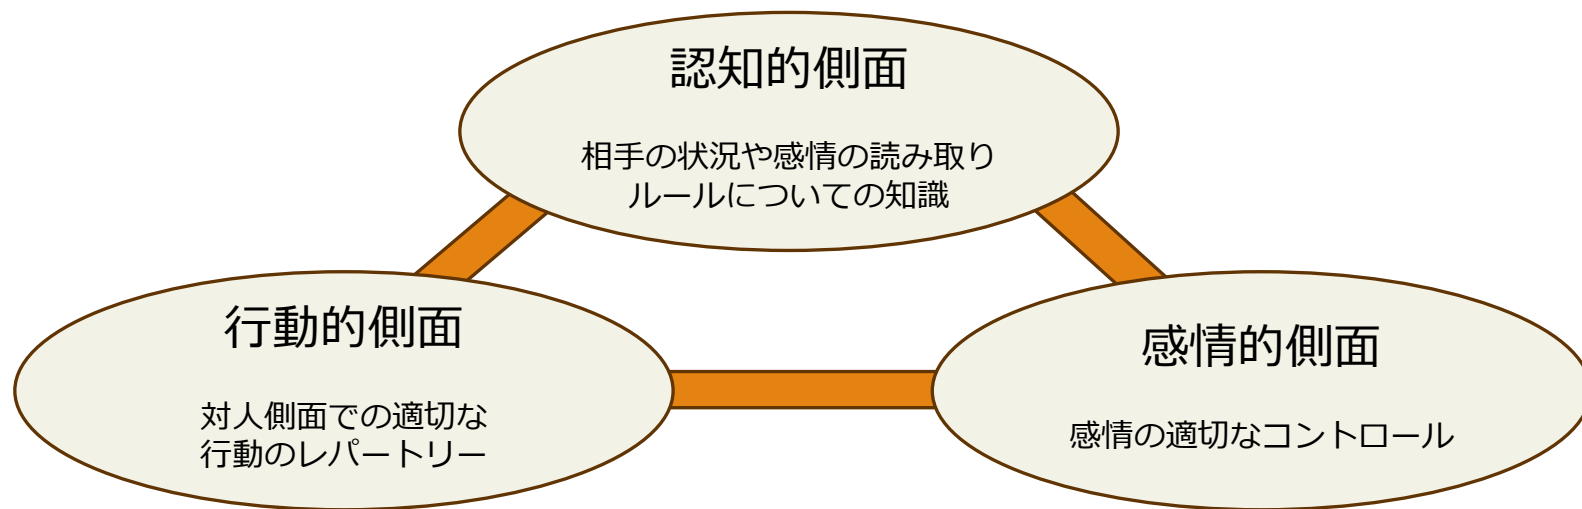 認知的側面
相手の状況や感情の読み取り
ルールについての知識
行動的側面
対人側面での適切な
行動のレパートリー
感情的側面
感情の適切なコントロール